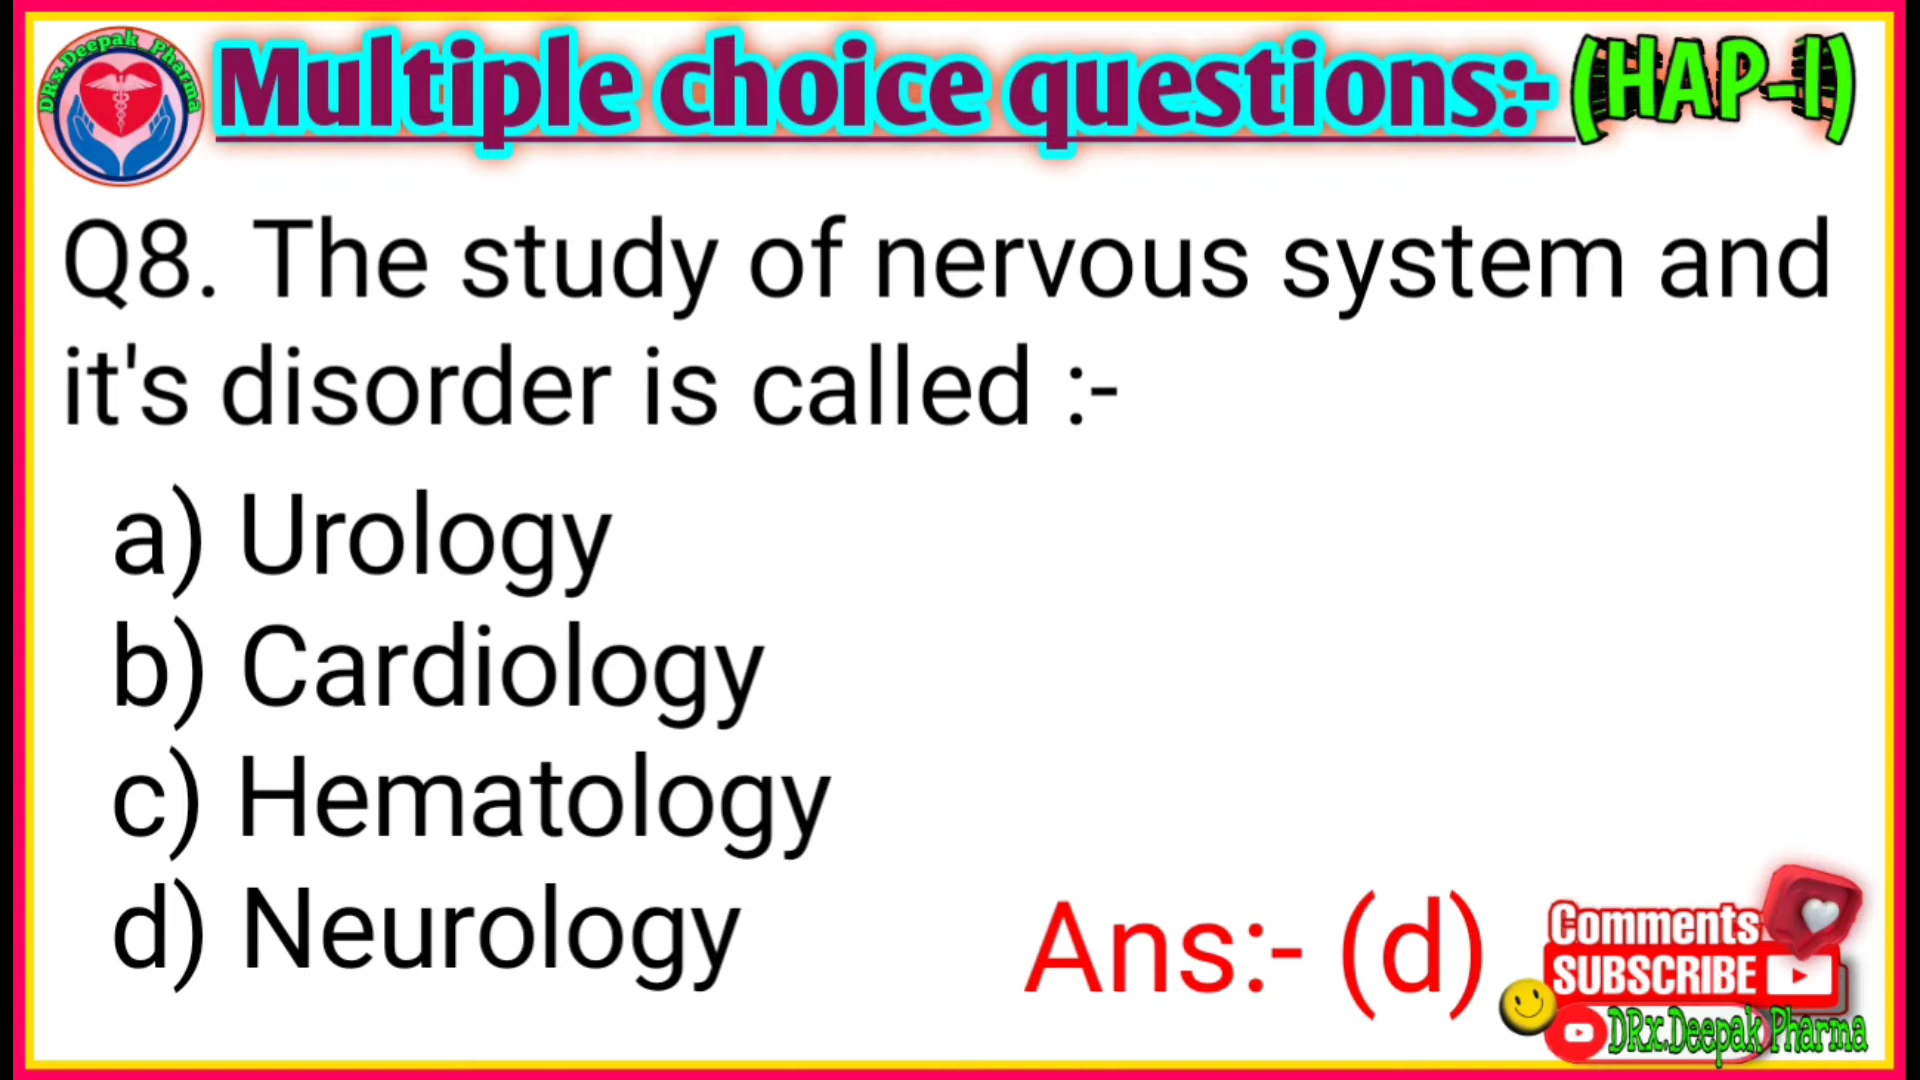 DRx.Deepak Pharma
Multiple choice questions:- (HAP-I)
Q8. The study of nervous system and
it's disorder is called :-
a) Urology
b) Cardiology
c) Hematology
d) Neurology
Ans:- (d)
Comments
SUBSCRIBE
DRx.Deepak Pharma